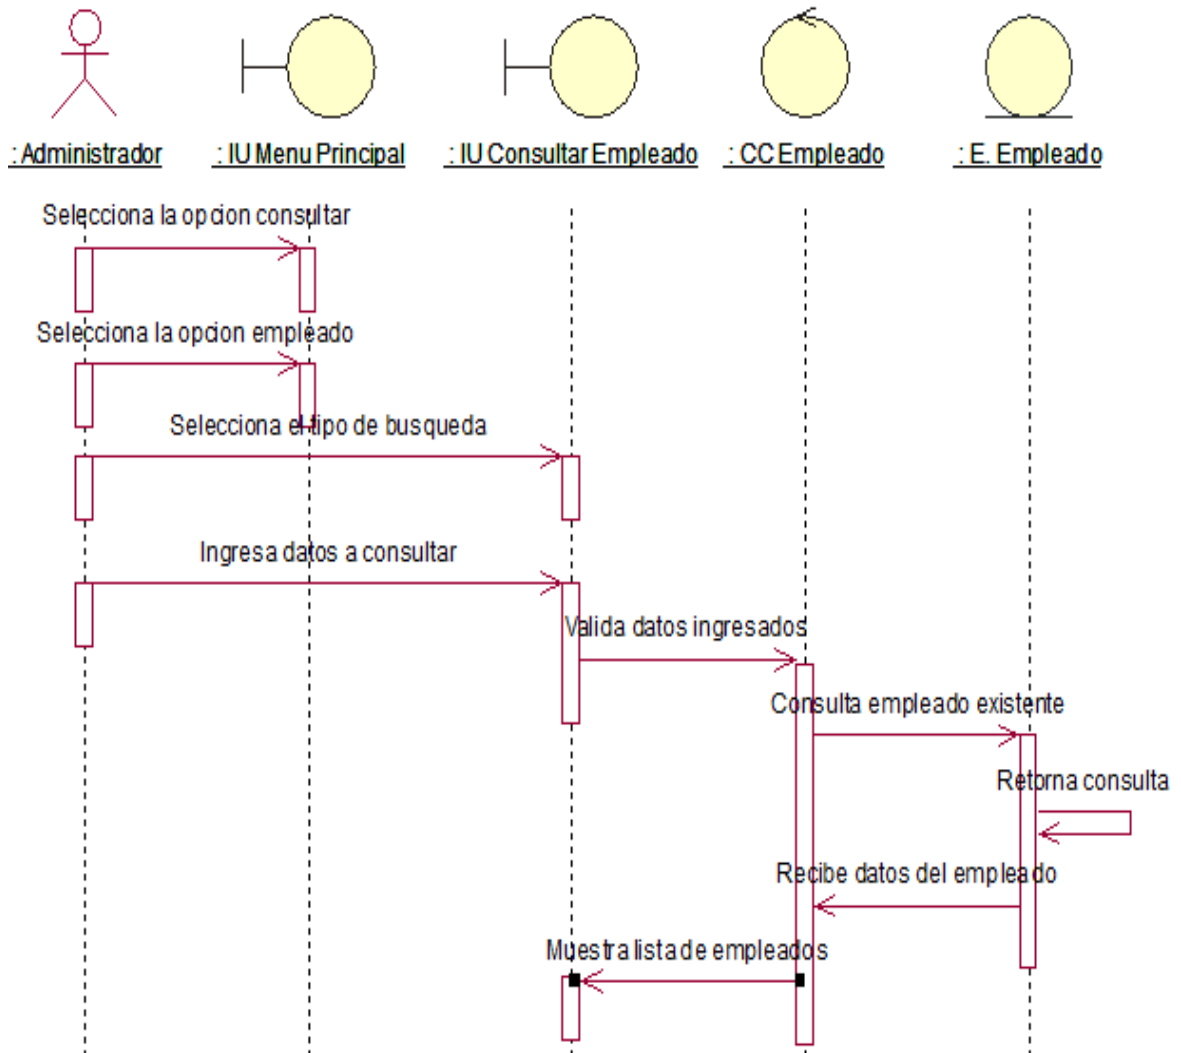 : Administrador
: IU Menu Principal
: IU Consultar Empleado
: CC Empleado
: E. Empleado
Selecciona la opcion consultar
Selecciona la opcion empleado
Selecciona el tipo de busqueda
Ingresa datos a consultar
Valida datos ingresados
Consulta empleado existente
Retorna consulta
Recibe datos del empleado
Muestra lista de empleados